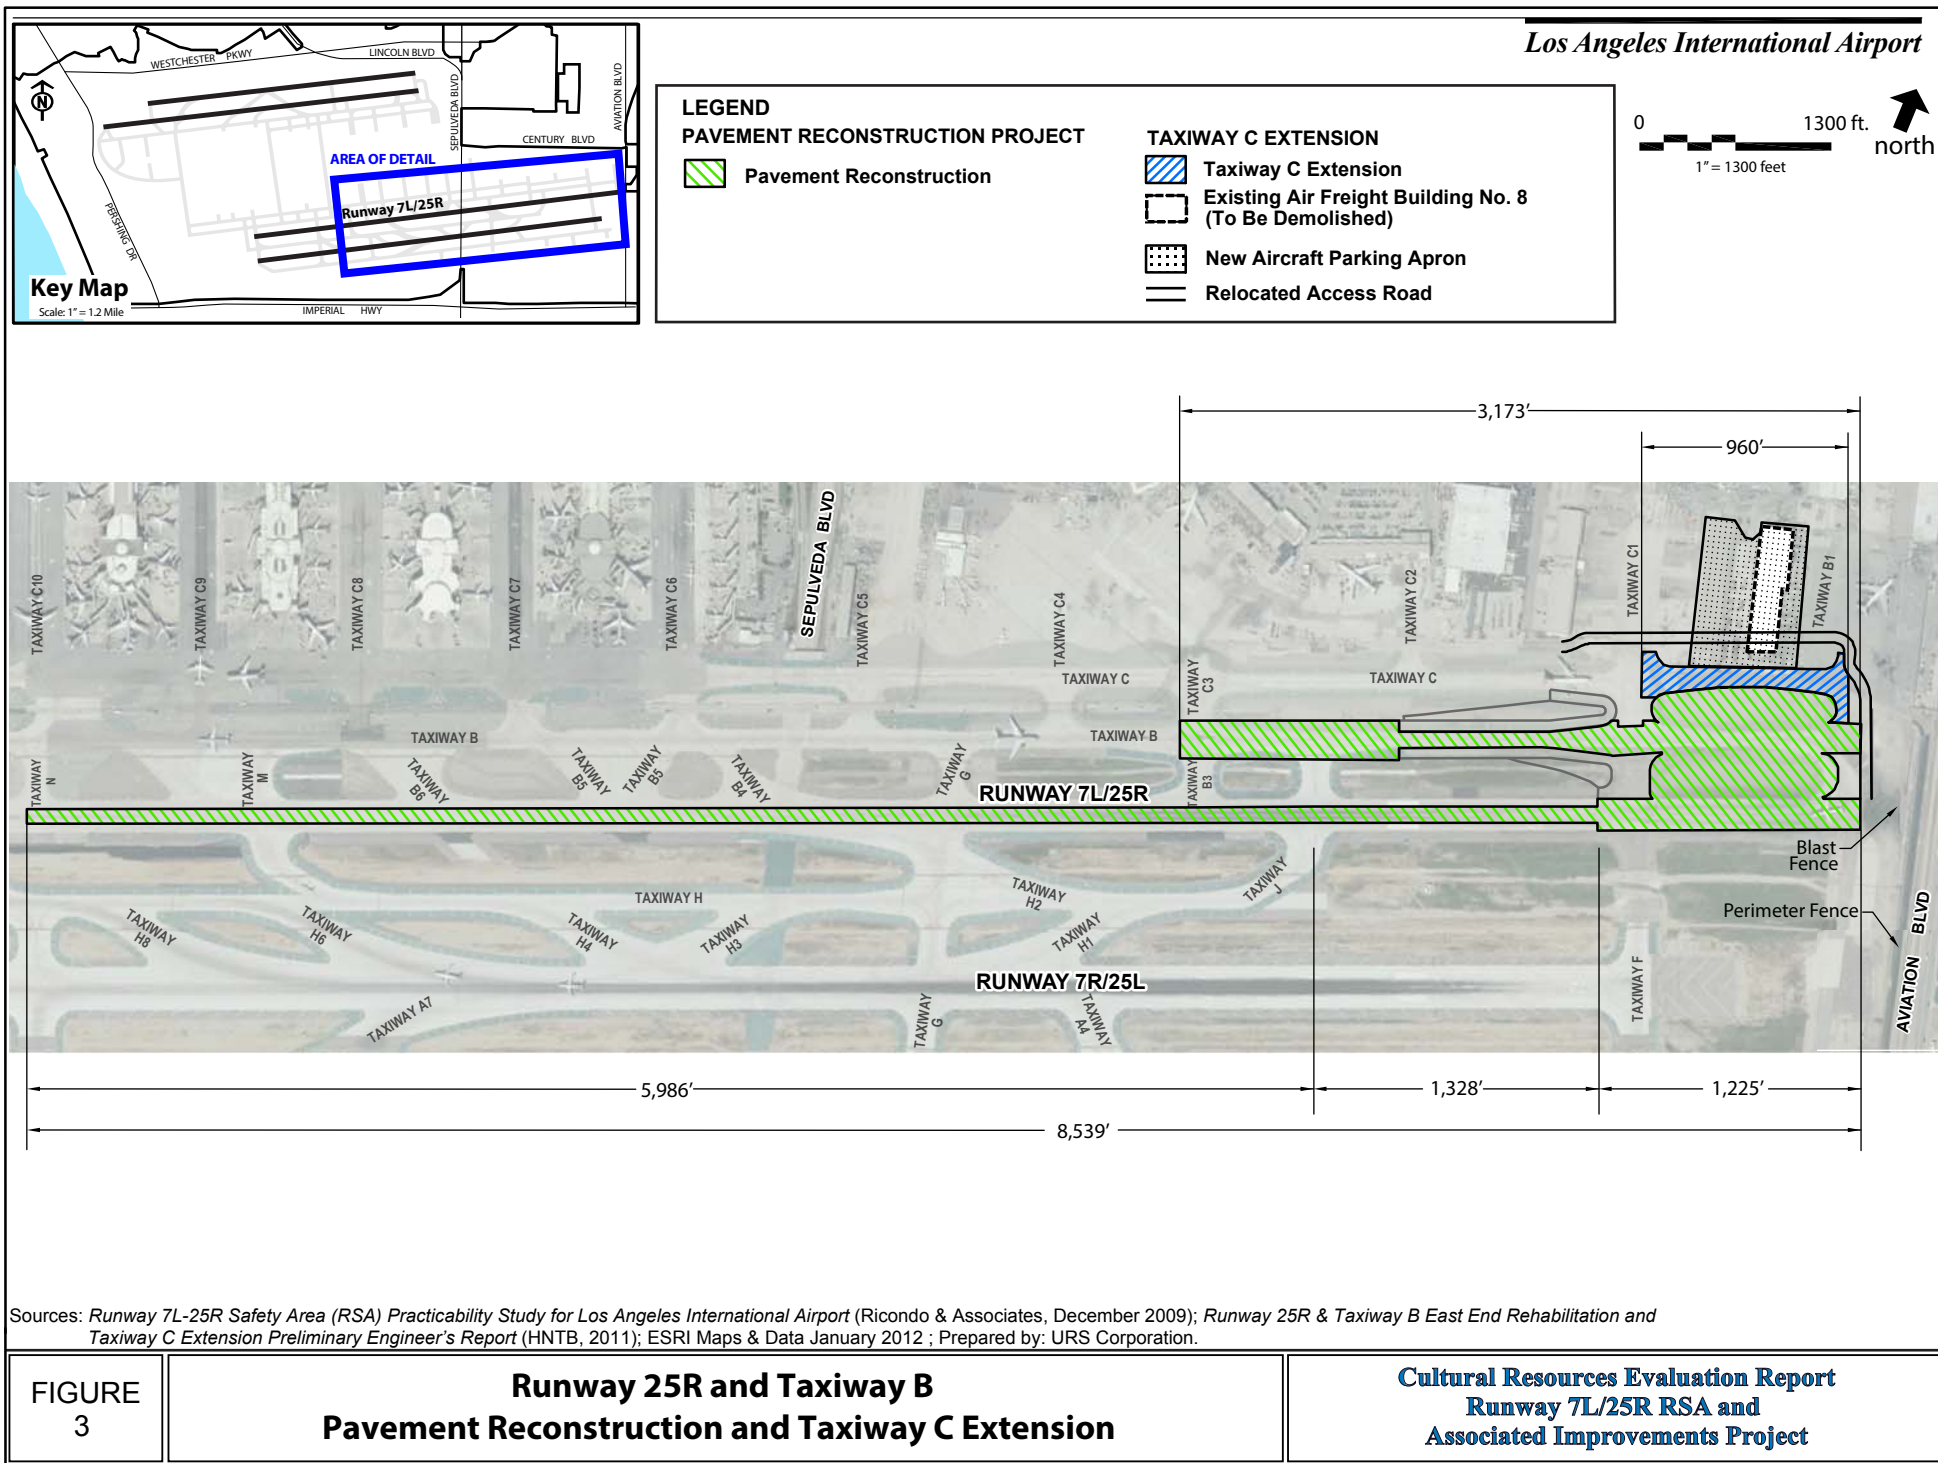 Los Angeles International Airport
WESTCHESTER PKWY
LINCOLN BLVD
SEPULVEDA BLVD
AVIATION BLVD
CENTURY BLVD
N
AREA OF DETAIL
Runway 7L/25R
PERSHING DR
Key Map
Scale: 1" = 1.2 Mile
IMPERIAL HWY
LEGEND
PAVEMENT RECONSTRUCTION PROJECT
Pavement Reconstruction
TAXIWAY C EXTENSION
Taxiway C Extension
Existing Air Freight Building No. 8
(To Be Demolished)
New Aircraft Parking Apron
Relocated Access Road
0 1300 ft.
1" = 1300 feet
north
3,173'
960'
TAXIWAY C10
TAXIWAY C9
TAXIWAY C8
TAXIWAY C7
TAXIWAY C6
SEPULVEDA BLVD
TAXIWAY C5
TAXIWAY C4
TAXIWAY C2
TAXIWAY C1
TAXIWAY B1
TAXIWAY C
TAXIWAY
C3
TAXIWAY C
TAXIWAY B
TAXIWAY B
TAXIWAY
N
TAXIWAY
M
TAXIWAY
B6
TAXIWAY
B5
TAXIWAY
B5
TAXIWAY
B4
TAXIWAY
G
TAXIWAY
B3
RUNWAY 7L/25R
Blast
Fence
TAXIWAY H
TAXIWAY
H2
TAXIWAY
J
TAXIWAY
H8
TAXIWAY
H6
TAXIWAY
H4
TAXIWAY
H3
TAXIWAY
H1
Perimeter Fence
AVIATION BLVD
RUNWAY 7R/25L
TAXIWAY F
TAXIWAY A7
TAXIWAY
G
TAXIWAY
A4
5,986'
1,328'
1,225'
8,539'
Sources: Runway 7L-25R Safety Area (RSA) Practicability Study for Los Angeles International Airport (Ricondo & Associates, December 2009); Runway 25R & Taxiway B East End Rehabilitation and
Taxiway C Extension Preliminary Engineer's Report (HNTB, 2011); ESRI Maps & Data January 2012 ; Prepared by: URS Corporation.
FIGURE
3
Runway 25R and Taxiway B
Pavement Reconstruction and Taxiway C Extension
Cultural Resources Evaluation Report
Runway 7L/25R RSA and
Associated Improvements Project